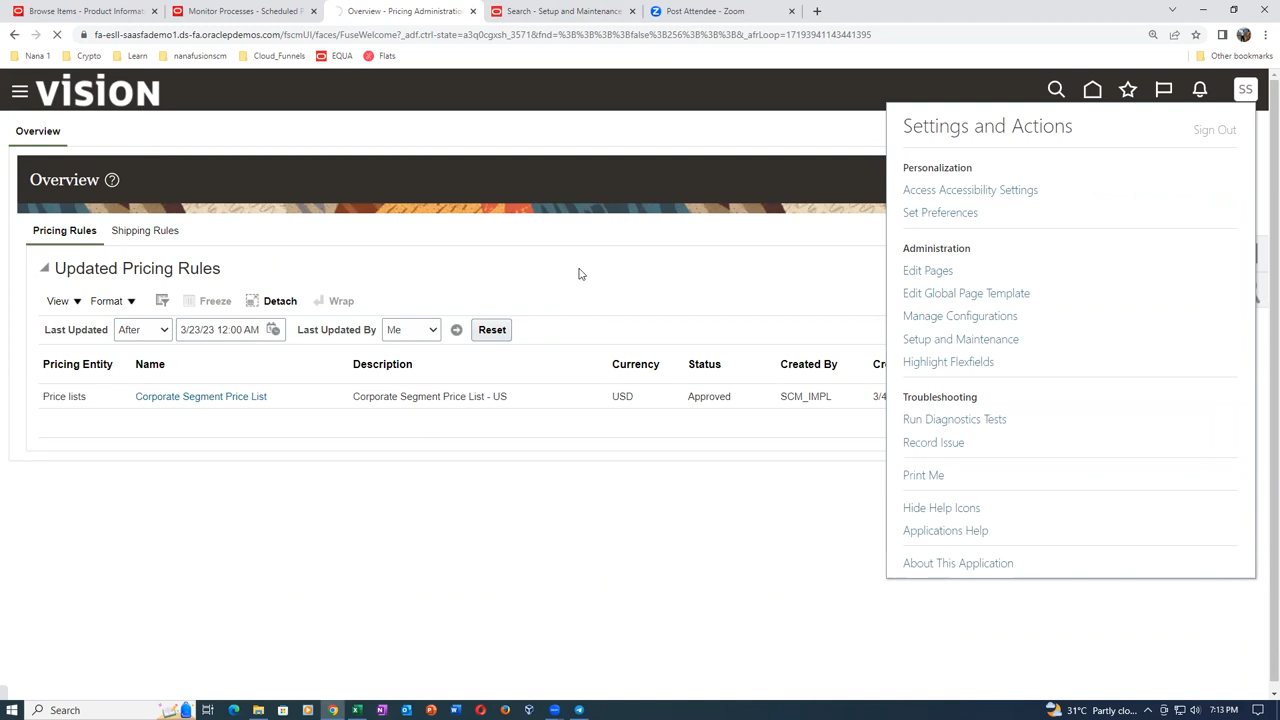 Browse Items - Product Informat
Monitor Processes - Scheduled P
Overview - Pricing Administration
Search - Setup and Maintenance
Post Attendee - Zoom
fa-esll-saasfademo1.ds-fa.oraclepdemos.com/fscmUI/faces/FuseWelcome?_adf.ctrl-state=a3q0cgxsh_3571&fnd=%3B%3B%3B%3Bfalse%3B256%3B%3B%3B&_afrLoop=17193941143441395
Nana 1
Crypto
Learn
nanafusionscm
Cloud_Funnels
EQUA
Flats
Other bookmarks
vision
SS
Overview
Settings and Actions
Sign Out
Personalization
Access Accessibility Settings
Set Preferences
Administration
Edit Pages
Edit Global Page Template
Manage Configurations
Setup and Maintenance
Highlight Flexfields
Troubleshooting
Run Diagnostics Tests
Record Issue
Print Me
Hide Help Icons
Applications Help
About This Application
Overview ?
Pricing Rules
Shipping Rules
Updated Pricing Rules
View
Format
Freeze
Detach
Wrap
Last Updated After 3/23/23 12:00 AM Last Updated By Me Reset
Pricing Entity Name Description Currency Status Created By Cr
Price lists Corporate Segment Price List Corporate Segment Price List - US USD Approved SCM_IMPL 3/4
Search
31°C Partly clo...
7:13 PM